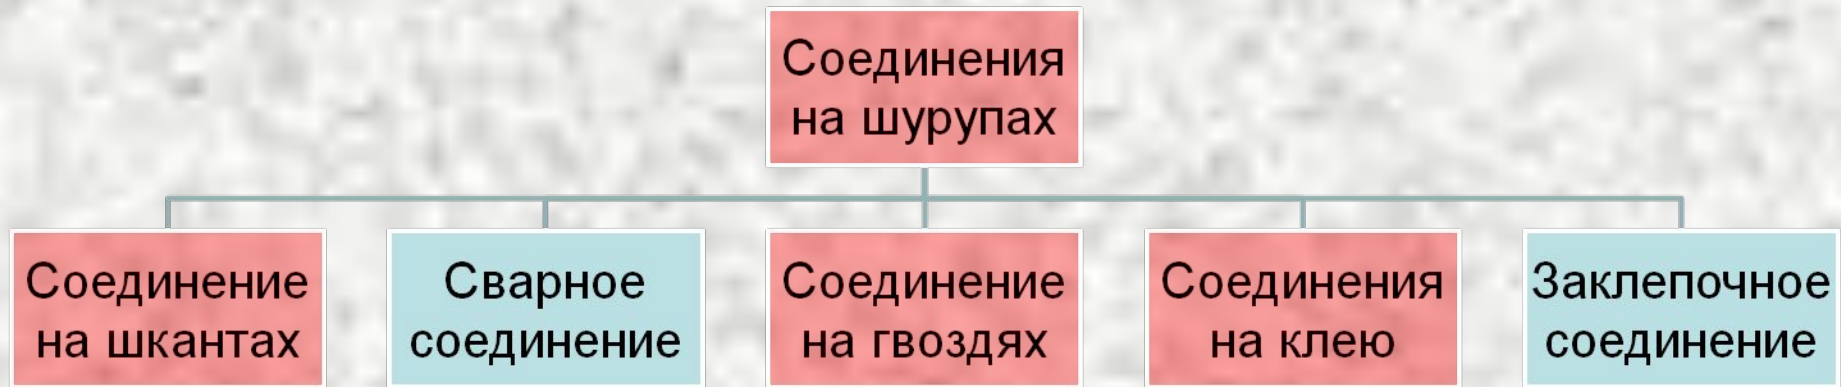 Соединения
на шурупах
Соединение
на шкантах
Сварное
соединение
Соединение
на гвоздях
Соединения
на клею
Заклепочное
соединение